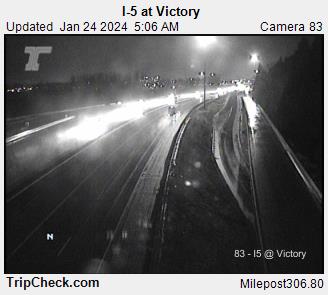 I-5 at Victory
Updated Jan 24 2024 5:06 AM Camera 83
T
N
83 - I5 @ Victory
TripCheck.com Milepost306.80